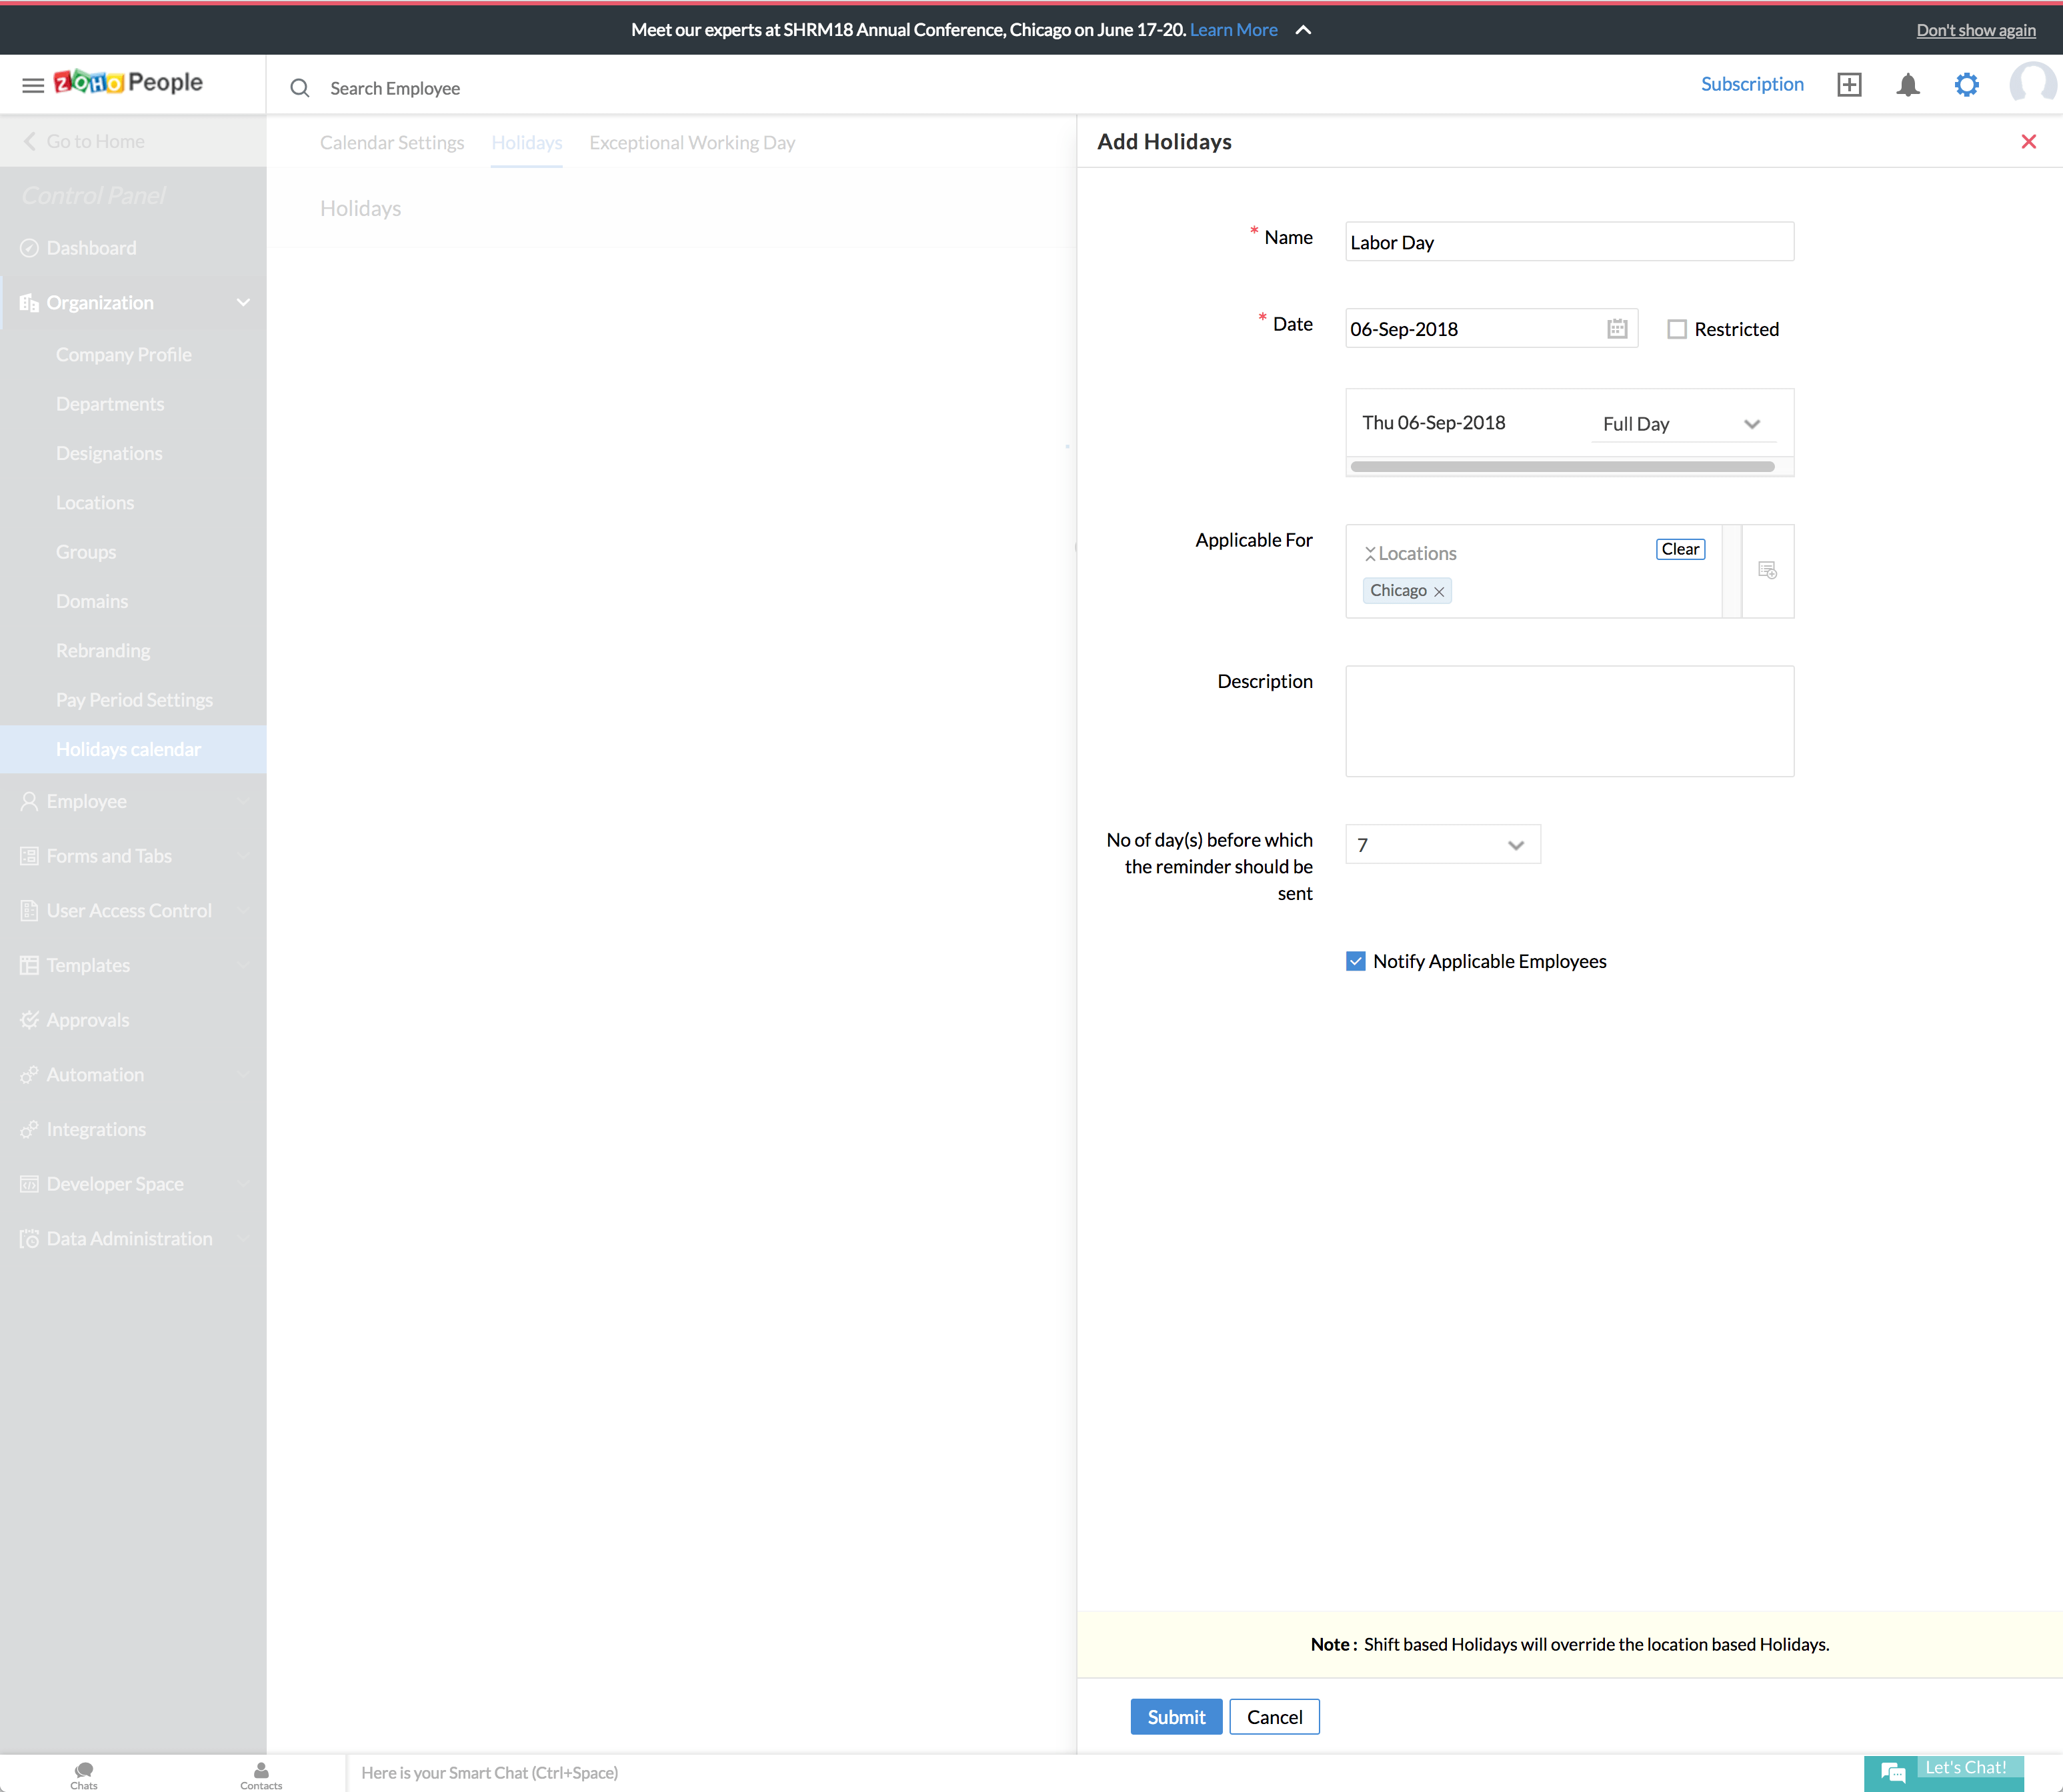 Meet our experts at SHRM18 Annual Conference, Chicago on June 17-20. Learn More
Don't show again
ZOHO People
Search Employee
Subscription
Go to Home
Calendar Settings
Holidays
Exceptional Working Day
Add Holidays
Control Panel
Holidays
Dashboard
Organization
Company Profile
Departments
Designations
Locations
Groups
Domains
Rebranding
Pay Period Settings
Holidays calendar
Employee
Forms and Tabs
User Access Control
Templates
Approvals
Automation
Integrations
Developer Space
Data Administration
* Name
Labor Day
* Date
06-Sep-2018
Restricted
Thu 06-Sep-2018
Full Day
Applicable For
Locations
Clear
Chicago
Description
No of day(s) before which
the reminder should be
sent
7
Notify Applicable Employees
Note : Shift based Holidays will override the location based Holidays.
Submit
Cancel
Chats
Contacts
Here is your Smart Chat (Ctrl+Space)
Let's Chat!